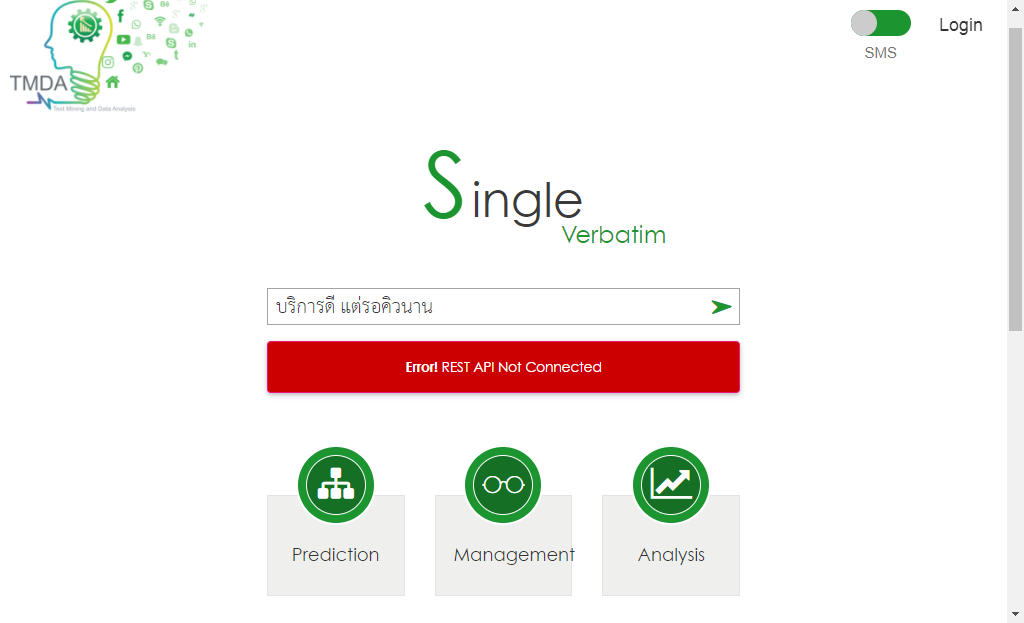 TMDA
Text Mining and Data Analysis
Login
SMS
Single
Verbatim
บริการดี แต่รอคิวนาน
Error! REST API Not Connected
Prediction
Management
Analysis